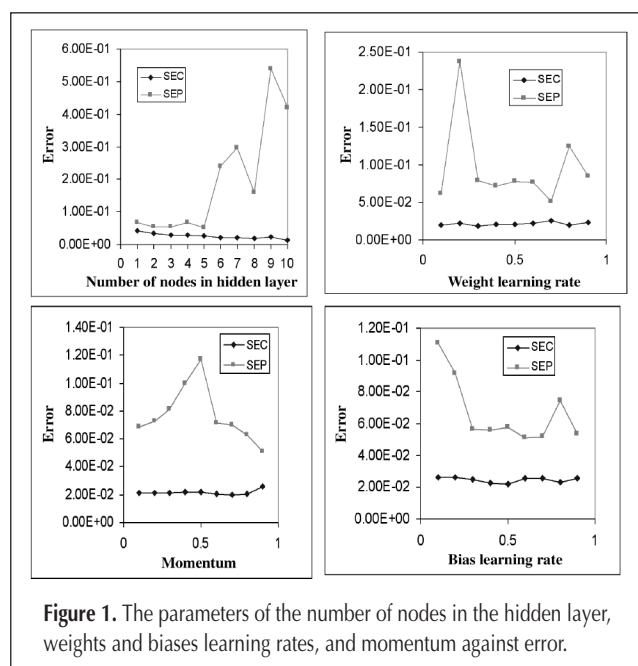 6.00E-01
5.00E-01
4.00E-01
3.00E-01
2.00E-01
1.00E-01
0.00E+00
Error
SEC
SEP
0 1 2 3 4 5 6 7 8 9 10
Number of nodes in hidden layer
2.50E-01
2.00E-01
1.50E-01
1.00E-01
5.00E-02
0.00E+00
Error
SEC
SEP
0 0.5 1
Weight learning rate
1.40E-01
1.20E-01
1.00E-01
8.00E-02
6.00E-02
4.00E-02
2.00E-02
0.00E+00
Error
SEC
SEP
0 0.5 1
Momentum
1.20E-01
1.00E-01
8.00E-02
6.00E-02
4.00E-02
2.00E-02
0.00E+00
Error
SEC
SEP
0 0.5 1
Bias learning rate
Figure 1. The parameters of the number of nodes in the hidden layer,
weights and biases learning rates, and momentum against error.